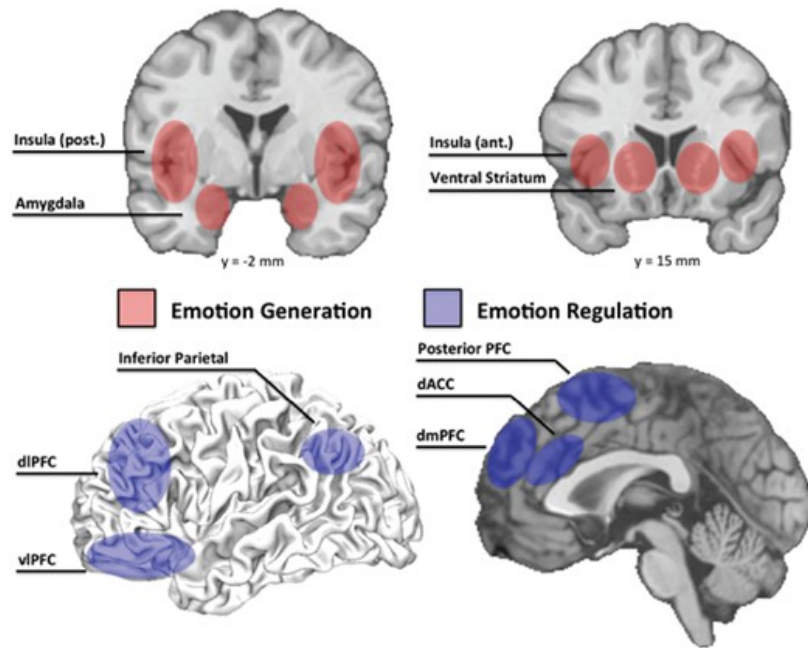 Insula (post.)
Amygdala
y = -2 mm
Insula (ant.)
Ventral Striatum
y = 15 mm
Emotion Generation
Emotion Regulation
Inferior Parietal
dlPFC
vlPFC
Posterior PFC
dACC
dmPFC